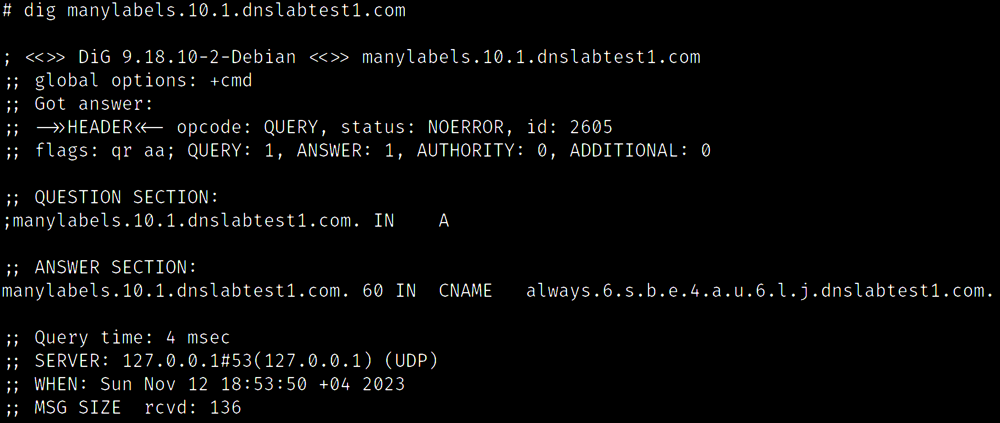 # dig manylabels.10.1.dnslabtest1.com
; <<>> DiG 9.18.10-2-Debian <<>> manylabels.10.1.dnslabtest1.com
;; global options: +cmd
;; Got answer:
;; ->>HEADER<<- opcode: QUERY, status: NOERROR, id: 2605
;; flags: qr aa; QUERY: 1, ANSWER: 1, AUTHORITY: 0, ADDITIONAL: 0
;; QUESTION SECTION:
;manylabels.10.1.dnslabtest1.com. IN    A
;; ANSWER SECTION:
manylabels.10.1.dnslabtest1.com. 60 IN  CNAME   always.6.s.b.e.4.a.u.6.l.j.dnslabtest1.com.
;; Query time: 4 msec
;; SERVER: 127.0.0.1#53(127.0.0.1) (UDP)
;; WHEN: Sun Nov 12 18:53:50 +04 2023
;; MSG SIZE  rcvd: 136